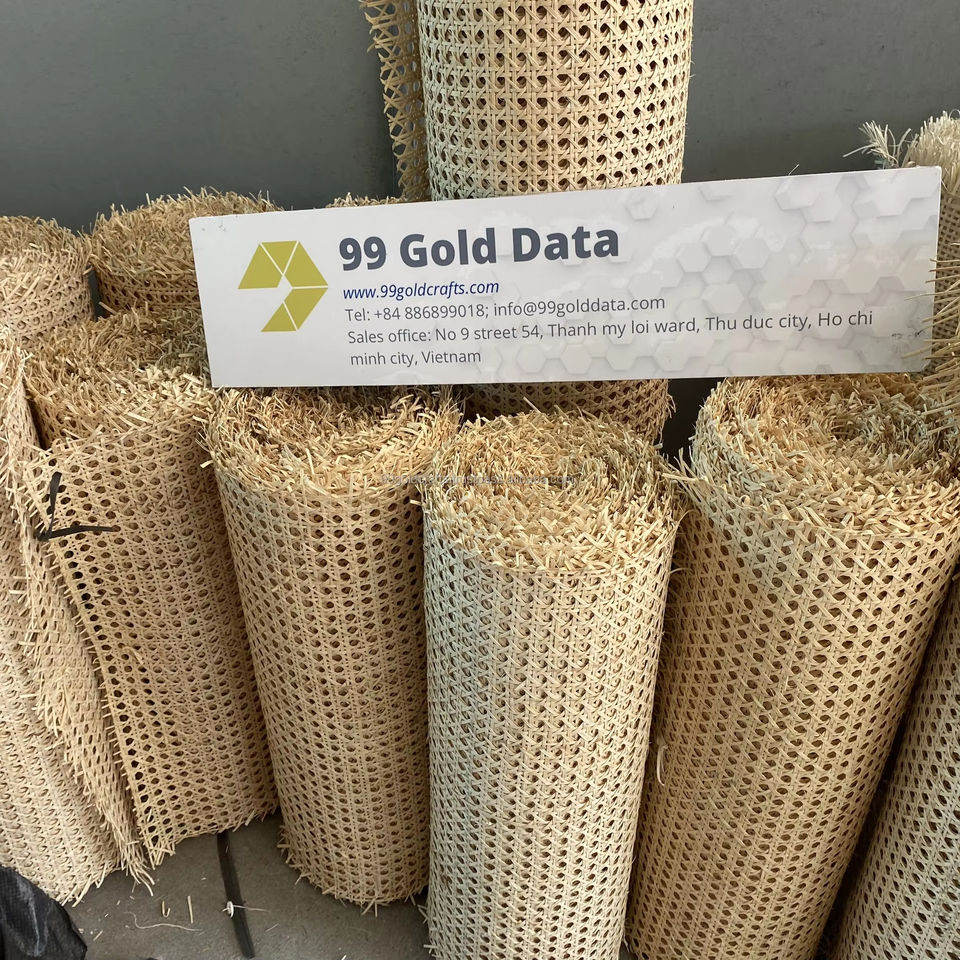 99 Gold Data
www.99goldcrafts.com
Tel: +84 886899018; info@99golddata.com
Sales office: No 9 street 54, Thanh my loi ward, Thu duc city, Ho chi
minh city, Vietnam